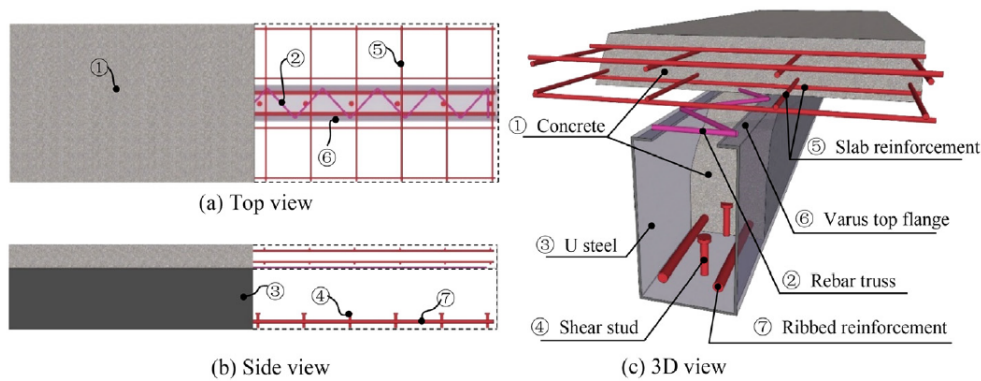 ①
②
⑤
⑥
(a) Top view
③
④
⑦
(b) Side view
① Concrete
③ U steel
④ Shear stud
⑤ Slab reinforcement
⑥ Varus top flange
② Rebar truss
⑦ Ribbed reinforcement
(c) 3D view